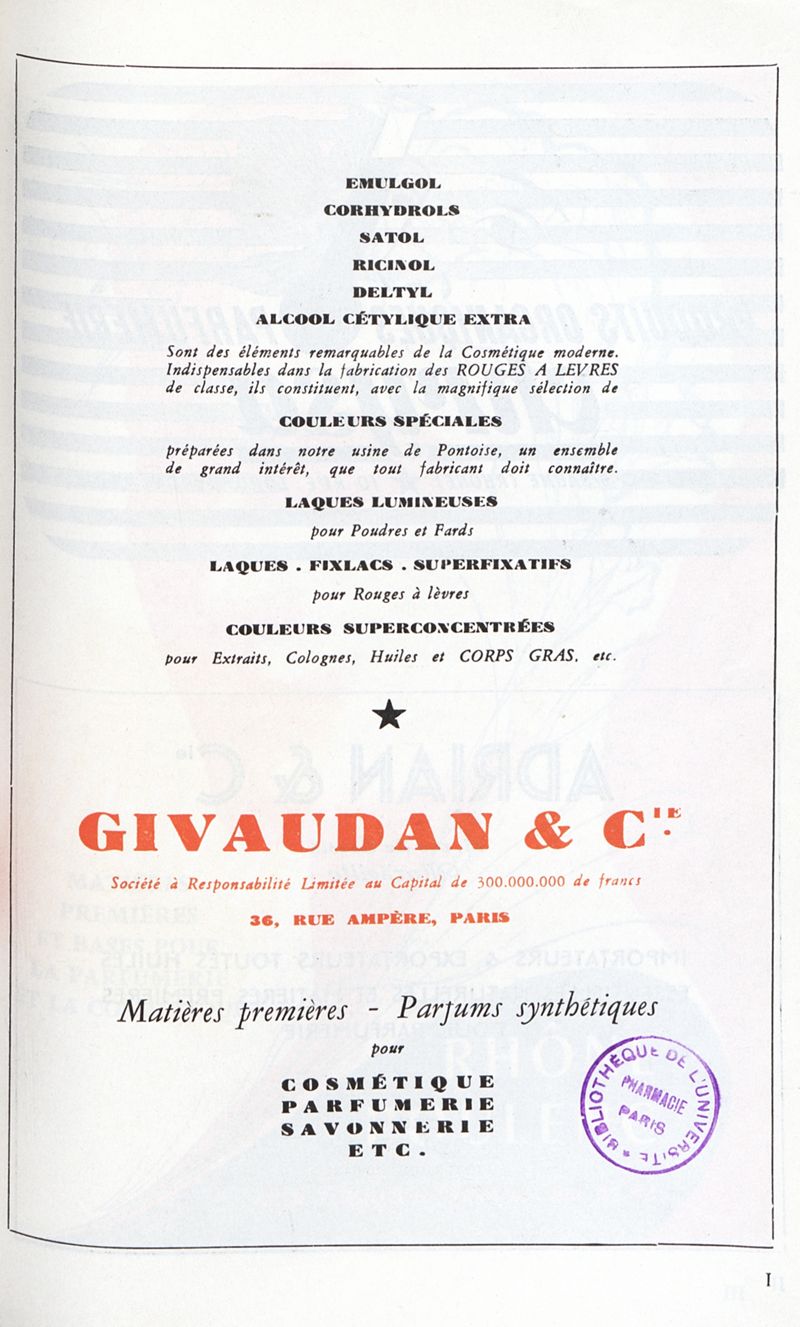 EMULGOL
CORHYDROLS
SATOL
RICINOL
DELTYL
ALCOOL CÉTYLIQUE EXTRA
Sont des éléments remarquables de la Cosmétique moderne.
Indispensables dans la fabrication des ROUGES A LEVRES
de classe, ils constituent, avec la magnifique sélection de
COULEURS SPÉCIALES
préparées dans notre usine de Pontoise, un ensemble
de grand intérêt, que tout fabricant doit connaître.
LAQUES LUMINEUSES
pour Poudres et Fards
LAQUES . FIXLACS . SUPERFIXATIFS
pour Rouges à lèvres
COULEURS SUPERCONCENTRÉES
pour Extraits, Colognes, Huiles et CORPS GRAS, etc.
GIVAUDAN & CIE.
Société à Responsabilité Limitée au Capital de 300.000.000 de francs
36, RUE AMPÈRE, PARIS
Matières premières - Parfums synthétiques
pour
COSMÉTIQUE
PARFUMERIE
SAVONNERIE
ETC.
BIBLIOTHÈQUE DE L'UNIVERSITÉ
PHARMACIE
PARIS
I